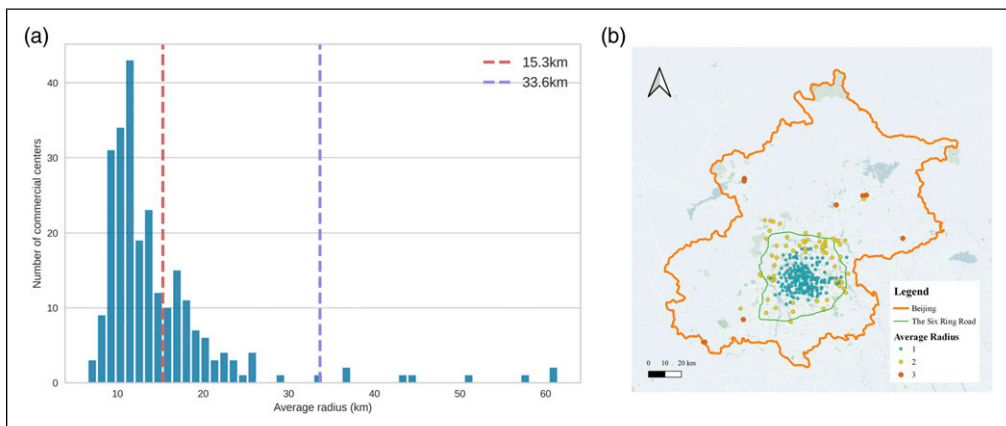 (a)
15.3km
33.6km
40
30
20
10
0
Number of commercial centers
10 20 30 40 50 60
Average radius (km)
(b)
Legend
Beijing
The Six Ring Road
Average Radius
1
2
3
0 10 20 km